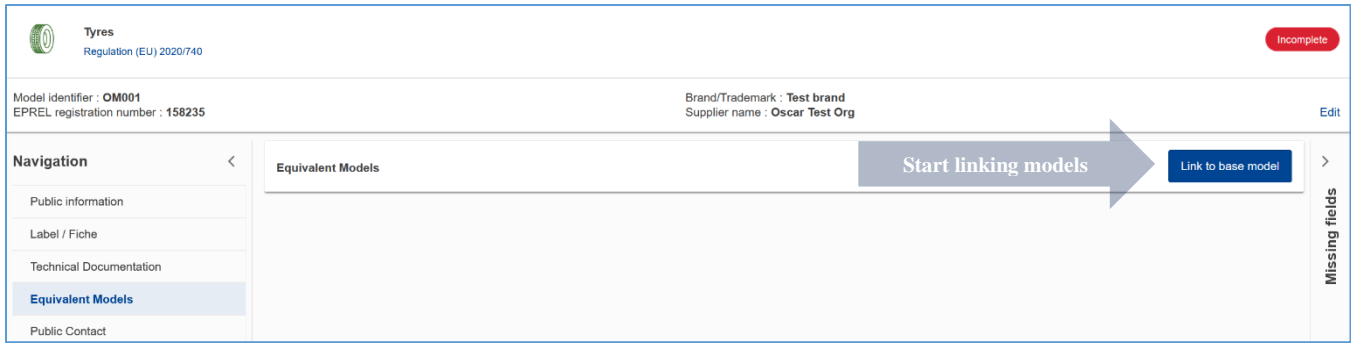 Tyres
Regulation (EU) 2020/740
Incomplete
Model identifier : OM001
EPREL registration number : 158235
Brand/Trademark : Test brand
Supplier name : Oscar Test Org
Edit
Navigation
Public information
Label / Fiche
Technical Documentation
Equivalent Models
Public Contact
Equivalent Models
Start linking models
Link to base model
Missing fields